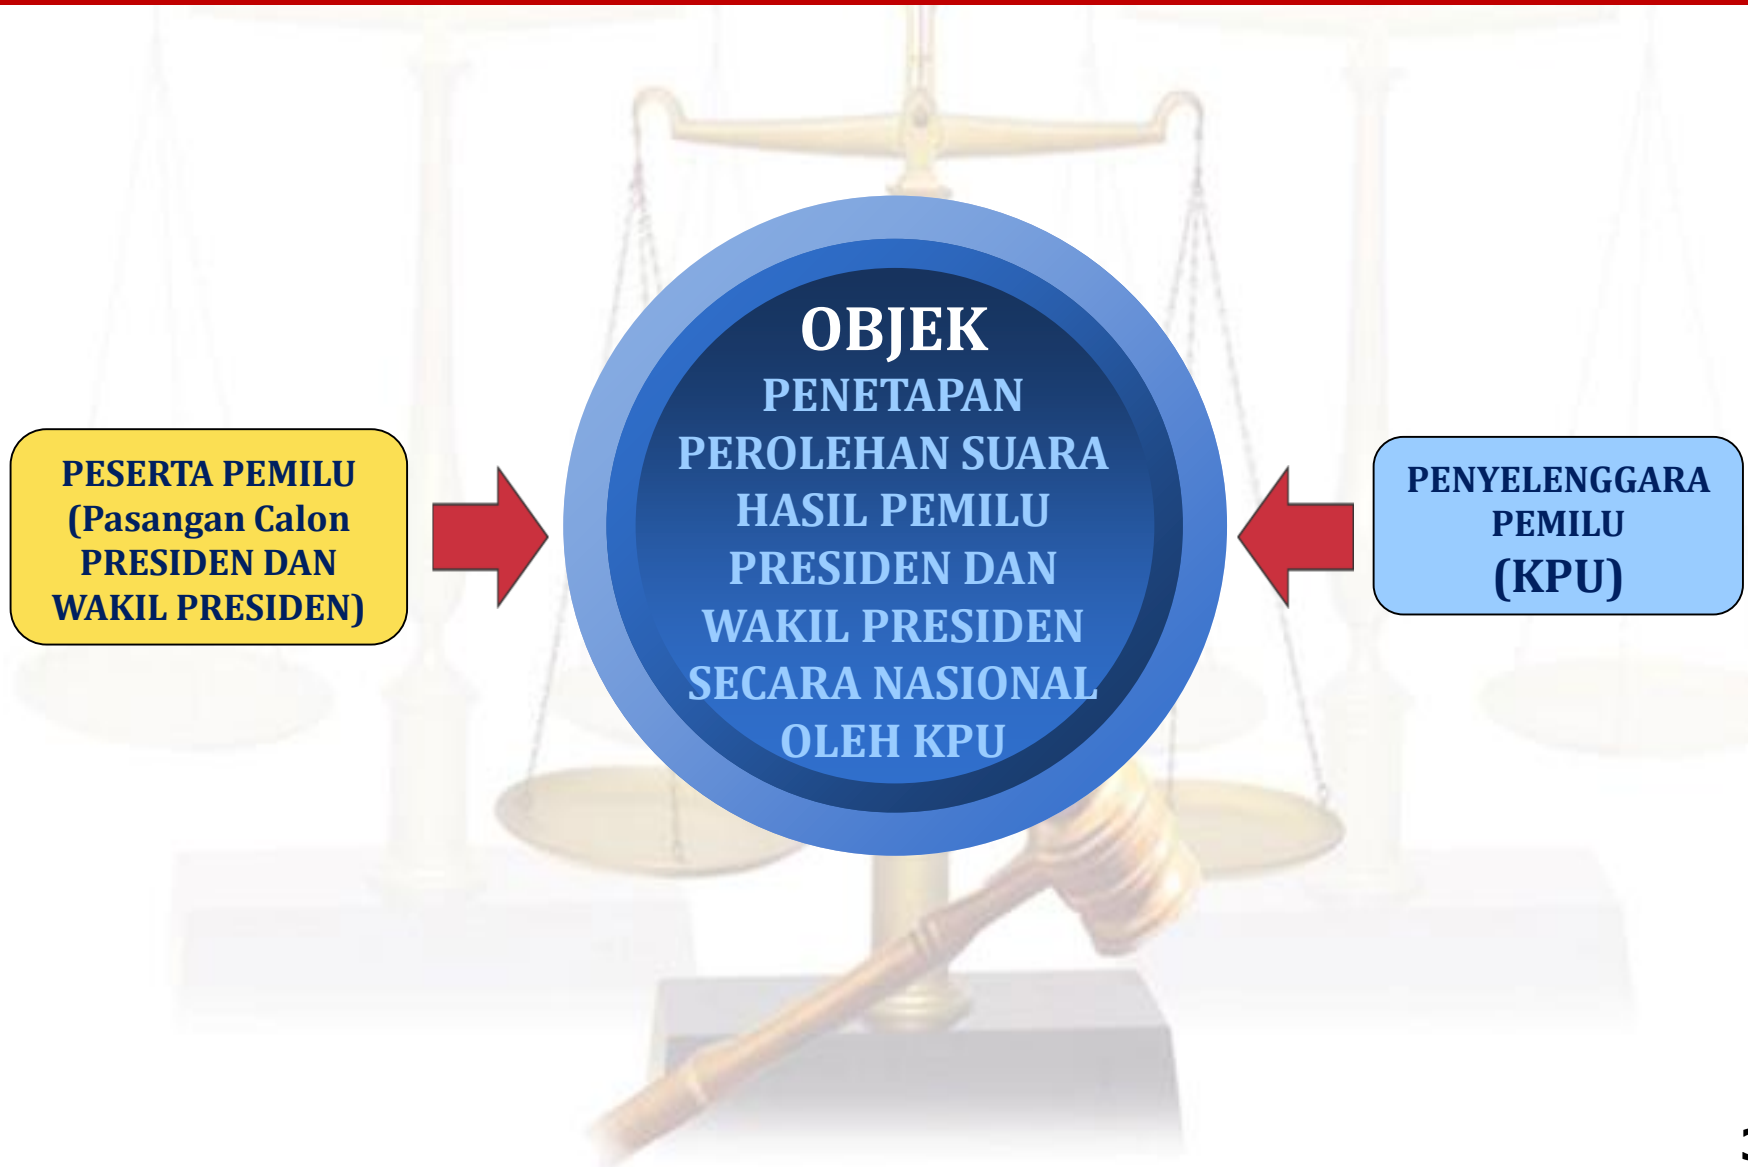 OBJEK
PENETAPAN
PEROLEHAN SUARA
HASIL PEMILU
PRESIDEN DAN
WAKIL PRESIDEN
SECARA NASIONAL
OLEH KPU
PESERTA PEMILU
(Pasangan Calon
PRESIDEN DAN
WAKIL PRESIDEN)
PENYELENGGARA
PEMILU
(KPU)